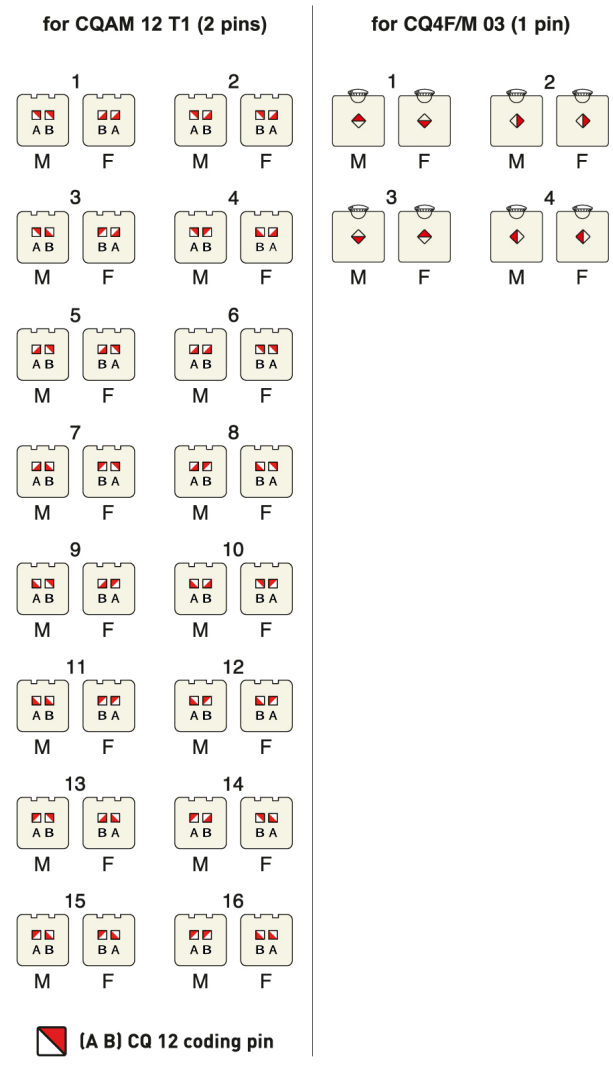 for CQAM 12 T1 (2 pins)
1 2
A B B A A B B A
M F M F
3 4
A B B A A B B A
M F M F
5 6
A B B A A B B A
M F M F
7 8
A B B A A B B A
M F M F
9 10
A B B A A B B A
M F M F
11 12
A B B A A B B A
M F M F
13 14
A B B A A B B A
M F M F
15 16
A B B A A B B A
M F M F
(A B) CQ 12 coding pin
for CQ4F/M 03 (1 pin)
1 2
M F M F
3 4
M F M F